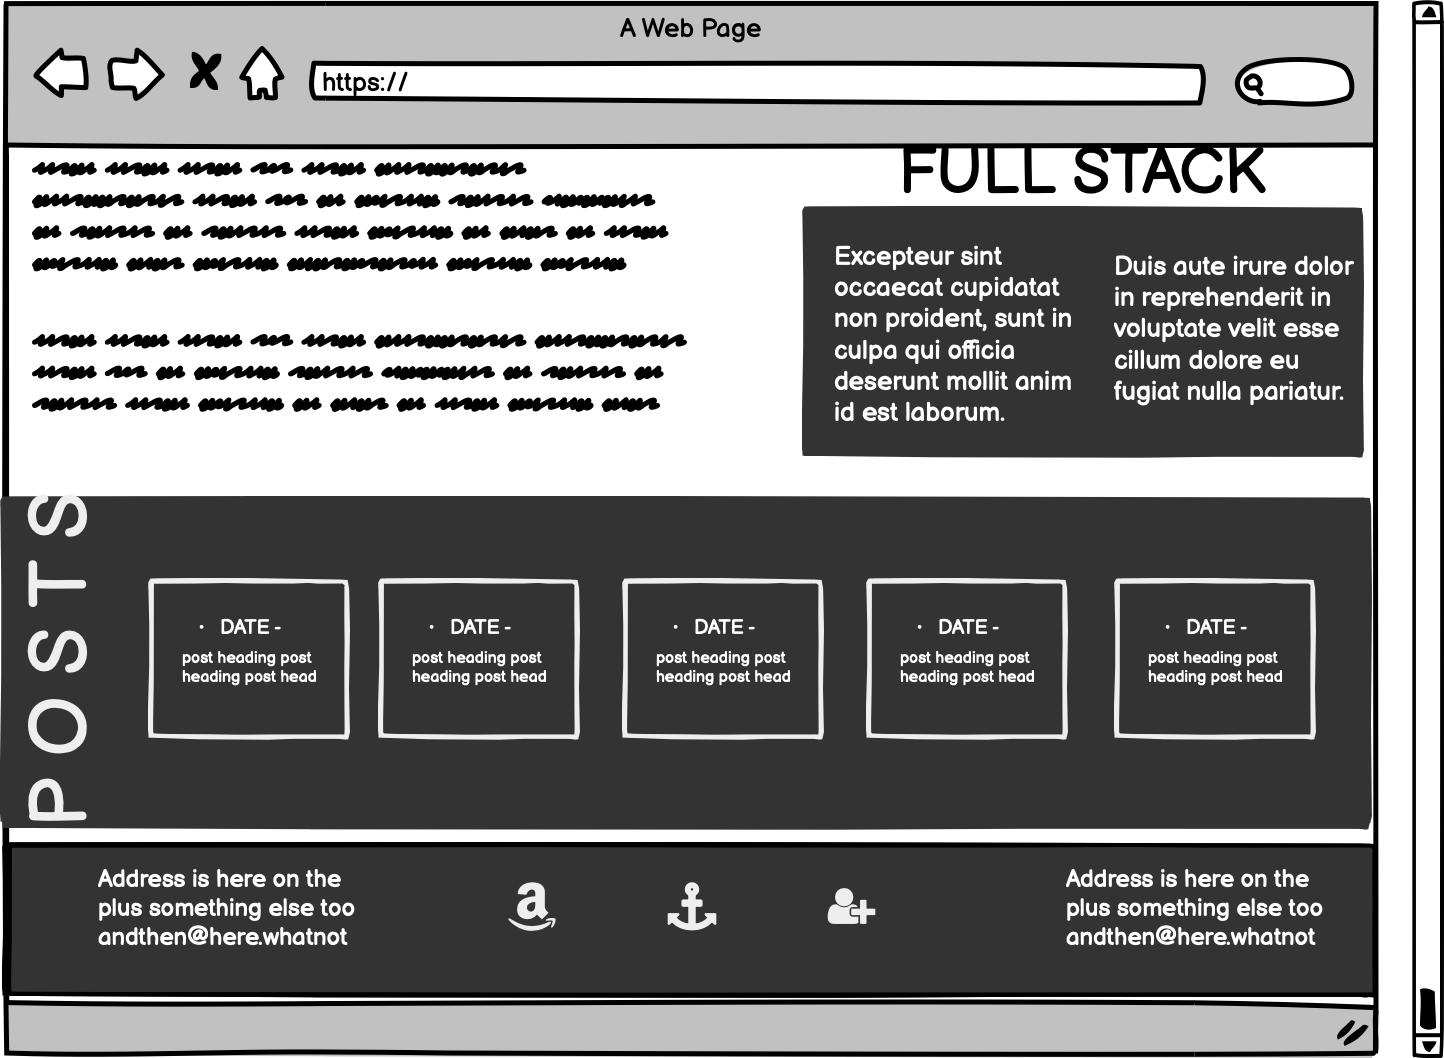 A Web Page
https://
FULL STACK
Excepteur sint
occaecat cupidatat
non proident, sunt in
culpa qui officia
deserunt mollit anim
id est laborum.
Duis aute irure dolor
in reprehenderit in
voluptate velit esse
cillum dolore eu
fugiat nulla pariatur.
POSTS
• DATE -
post heading post
heading post head
• DATE -
post heading post
heading post head
• DATE -
post heading post
heading post head
• DATE -
post heading post
heading post head
• DATE -
post heading post
heading post head
Address is here on the
plus something else too
andthen@here.whatnot
a
Address is here on the
plus something else too
andthen@here.whatnot